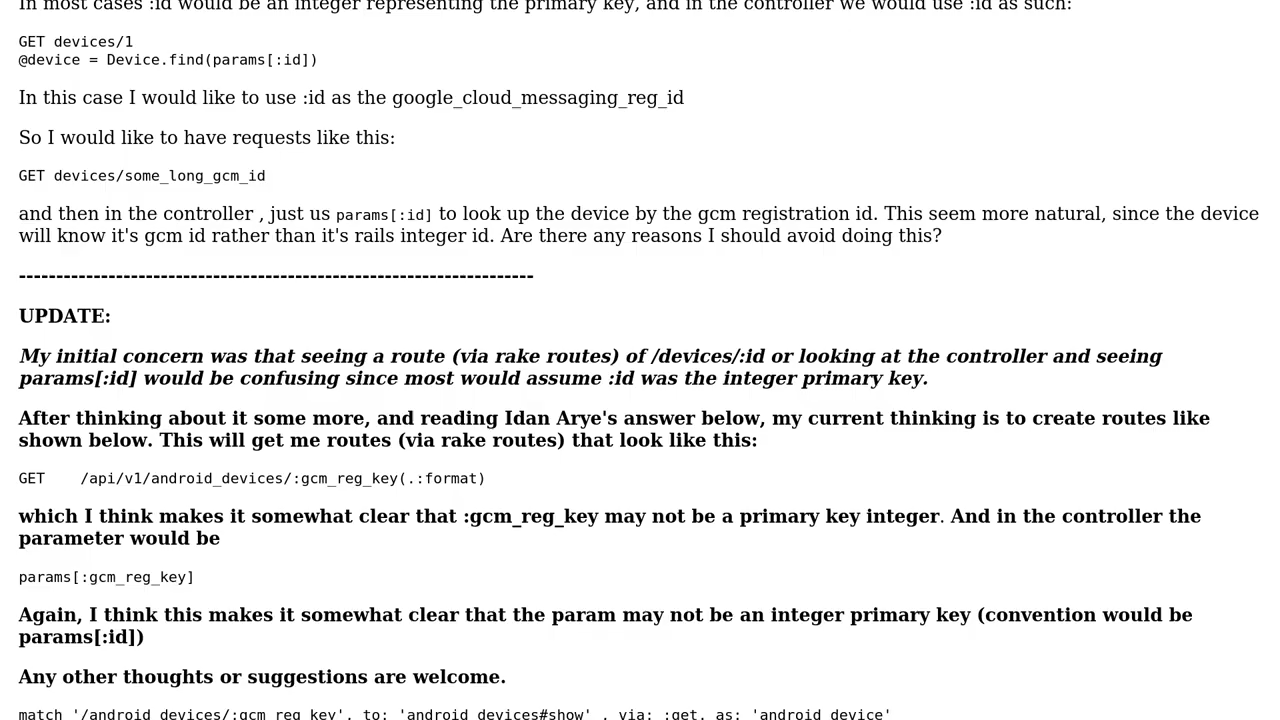 In most cases :id would be an integer representing the primary key, and in the controller we would use :id as such:
GET devices/1
@device = Device.find(params[:id])
In this case I would like to use :id as the google_cloud_messaging_reg_id
So I would like to have requests like this:
GET devices/some_long_gcm_id
and then in the controller , just us params[:id] to look up the device by the gcm registration id. This seem more natural, since the device
will know it's gcm id rather than it's rails integer id. Are there any reasons I should avoid doing this?
---------------------------------------------------------------------
UPDATE:
My initial concern was that seeing a route (via rake routes) of /devices/:id or looking at the controller and seeing
params[:id] would be confusing since most would assume :id was the integer primary key.
After thinking about it some more, and reading Idan Arye's answer below, my current thinking is to create routes like
shown below. This will get me routes (via rake routes) that look like this:
GET    /api/v1/android_devices/:gcm_reg_key(.:format)
which I think makes it somewhat clear that :gcm_reg_key may not be a primary key integer. And in the controller the
parameter would be
params[:gcm_reg_key]
Again, I think this makes it somewhat clear that the param may not be an integer primary key (convention would be
params[:id])
Any other thoughts or suggestions are welcome.
match '/android_devices/:gcm_reg_key', to: 'android_devices#show' , via: :get, as: 'android_device'